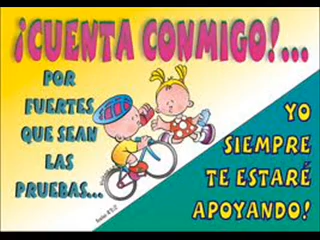 ¡CUENTA CONMIGO!...
POR
FUERTES
QUE SEAN
LAS
PRUEBAS...
YO
SIEMPRE
TE ESTARÉ
APOYANDO!